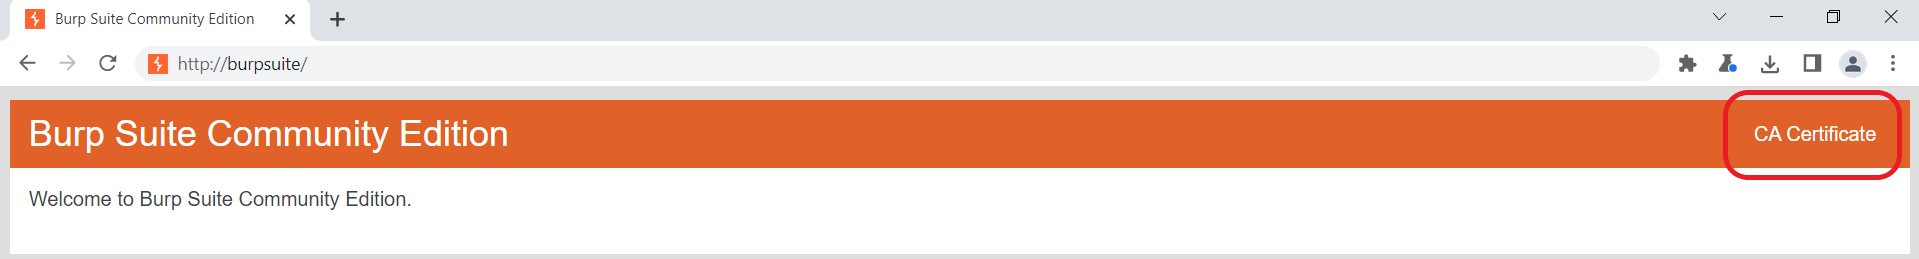 Burp Suite Community Edition
http://burpsuite/
Burp Suite Community Edition
CA Certificate
Welcome to Burp Suite Community Edition.